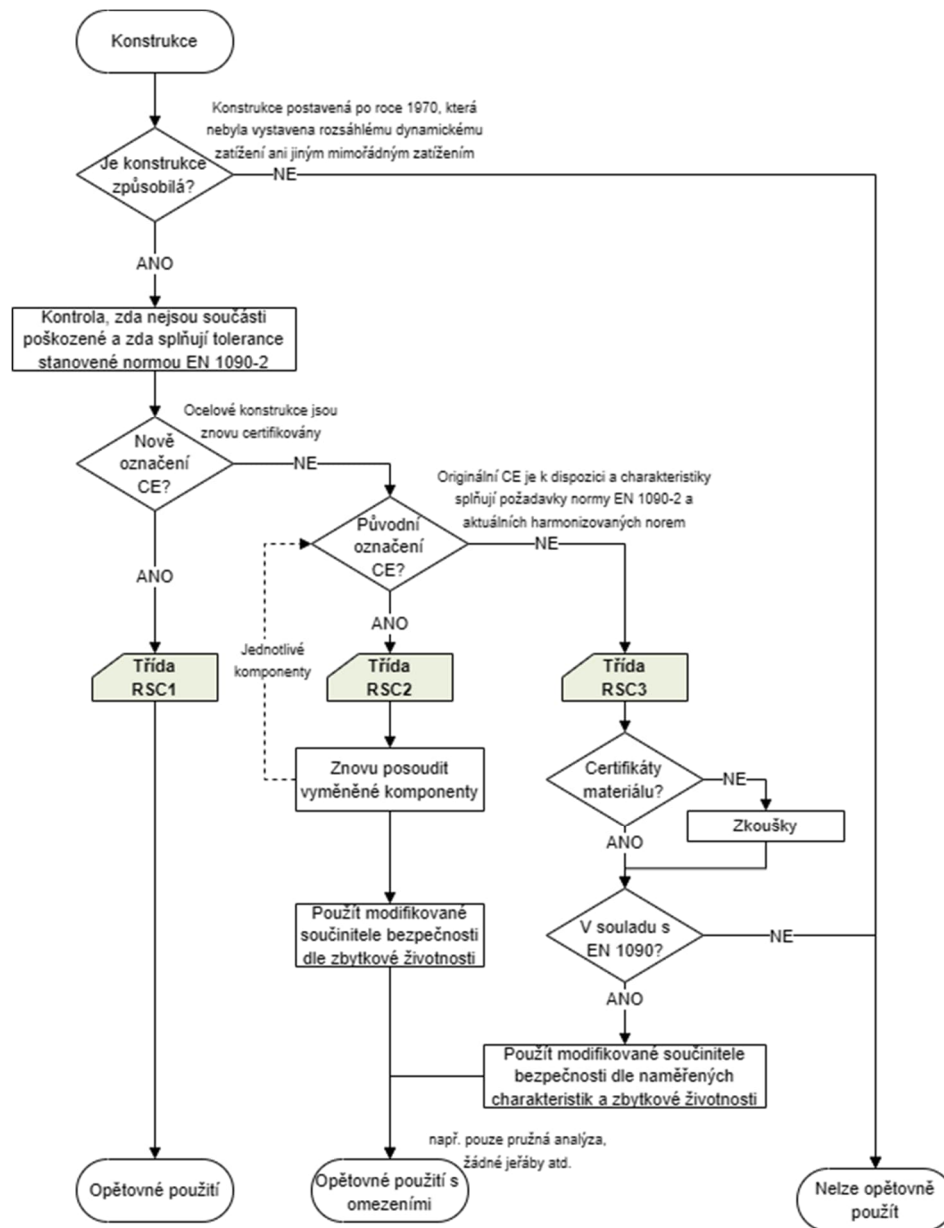 Konstrukce
Konstrukce postavená po roce 1970, která
nebyla vystavena rozsáhlému dynamickému
zatížení ani jiným mimořádným zatížením
Je konstrukce
způsobilá?
NE
ANO
Kontrola, zda nejsou součásti
poškozené a zda splňují tolerance
stanovené normou EN 1090-2
Ocelové konstrukce jsou
znovu certifikovány
Nově
označení
CE?
NE
Originální CE je k dispozici a charakteristiky
splňují požadavky normy EN 1090-2 a
aktuálních harmonizovaných norem
Původní
označení
CE?
NE
ANO
ANO
Jednotlivé
komponenty
Třída
RSC1
Třída
RSC2
Třída
RSC3
Znovu posoudit
vyměněné komponenty
Certifikáty
materiálu?
NE
Zkoušky
ANO
Použít modifikované
součinitele bezpečnosti
dle zbytkové životnosti
V souladu s
EN 1090?
NE
ANO
Použít modifikované součinitele
bezpečnosti dle naměřených
charakteristik a zbytkové životnosti
např. pouze pružná analýza,
žádné jeřáby atd.
Opětovné použití
Opětovné použití s
omezeními
Nelze opětovně
použít